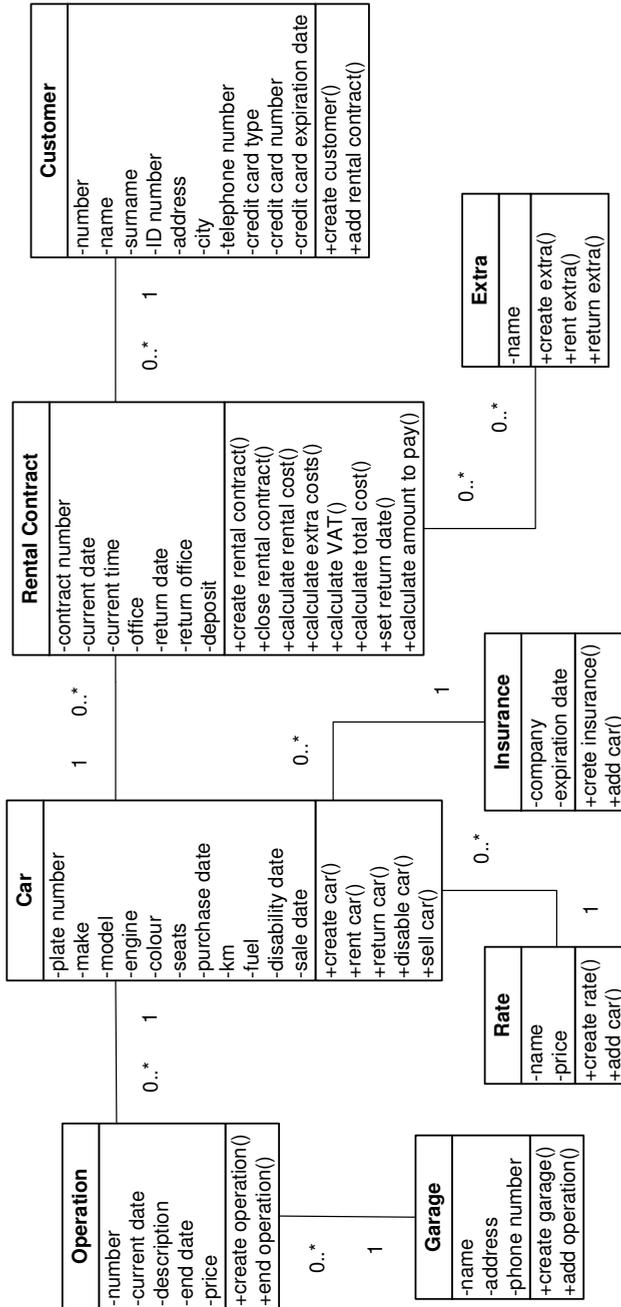 Operation
-number
-current date
-description
-end date
-price
+create operation()
+end operation()
0..*
1
Car
-plate number
-make
-model
-engine
-colour
-seats
-purchase date
-km
-fuel
-disability date
-sale date
+create car()
+rent car()
+return car()
+disable car()
+sell car()
1
0..*
Rental Contract
-contract number
-current date
-current time
-office
-return date
-return office
-deposit
+create rental contract()
+close rental contract()
+calculate rental cost()
+calculate extra costs()
+calculate VAT()
+calculate total cost()
+set return date()
+calculate amount to pay()
0..*
1
Customer
-number
-name
-surname
-ID number
-address
-city
-telephone number
-credit card type
-credit card number
-credit card expiration date
+create customer()
+add rental contract()
0..*
1
Garage
-name
-address
-phone number
+create garage()
+add operation()
0..*
1
Rate
-name
-price
+create rate()
+add car()
0..*
1
Insurance
-company
-expiration date
+crete insurance()
+add car()
0..*
0..*
Extra
-name
+create extra()
+rent extra()
+return extra()